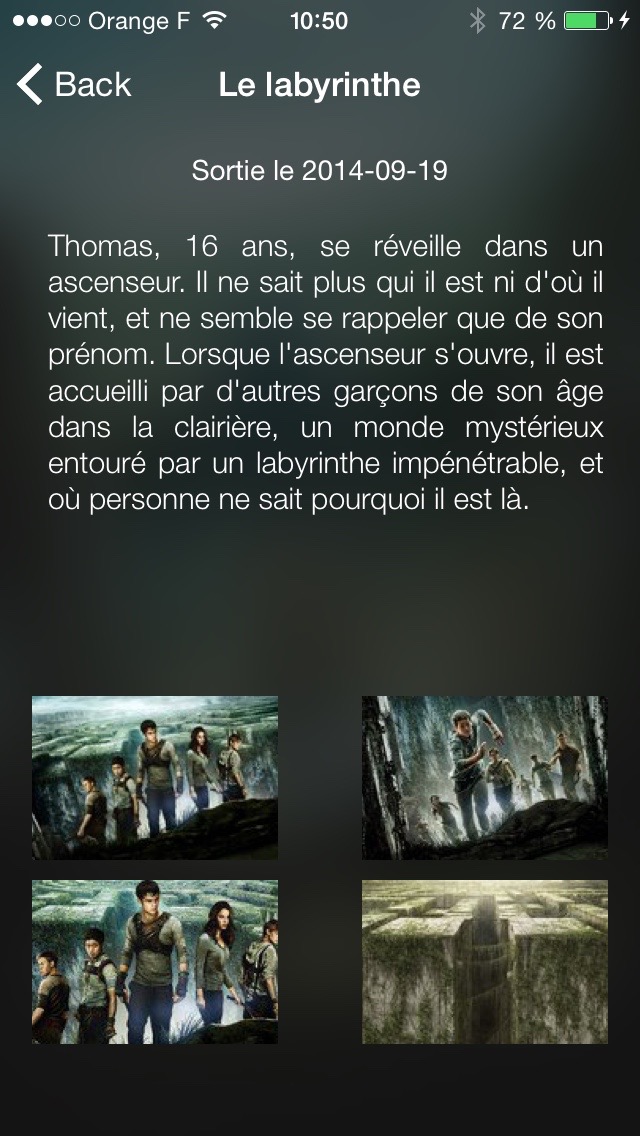 Orange F 10:50 72 %
Back Le labyrinthe
Sortie le 2014-09-19
Thomas, 16 ans, se réveille dans un
ascenseur. Il ne sait plus qui il est ni d'où il
vient, et ne semble se rappeler que de son
prénom. Lorsque l'ascenseur s'ouvre, il est
accueilli par d'autres garçons de son âge
dans la clairière, un monde mystérieux
entouré par un labyrinthe impénétrable, et
où personne ne sait pourquoi il est là.